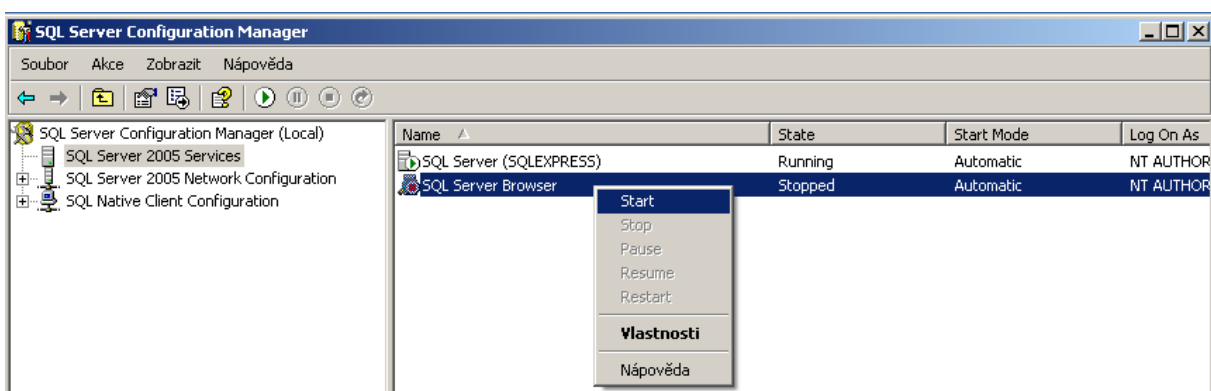 SQL Server Configuration Manager
Soubor Akce Zobrazit Nápověda
SQL Server Configuration Manager (Local)
SQL Server 2005 Services
SQL Server 2005 Network Configuration
SQL Native Client Configuration
Name State Start Mode Log On As
SQL Server (SQLEXPRESS) Running Automatic NT AUTHOR
SQL Server Browser Stopped Automatic NT AUTHOR
Start
Stop
Pause
Resume
Restart
Vlastnosti
Nápověda